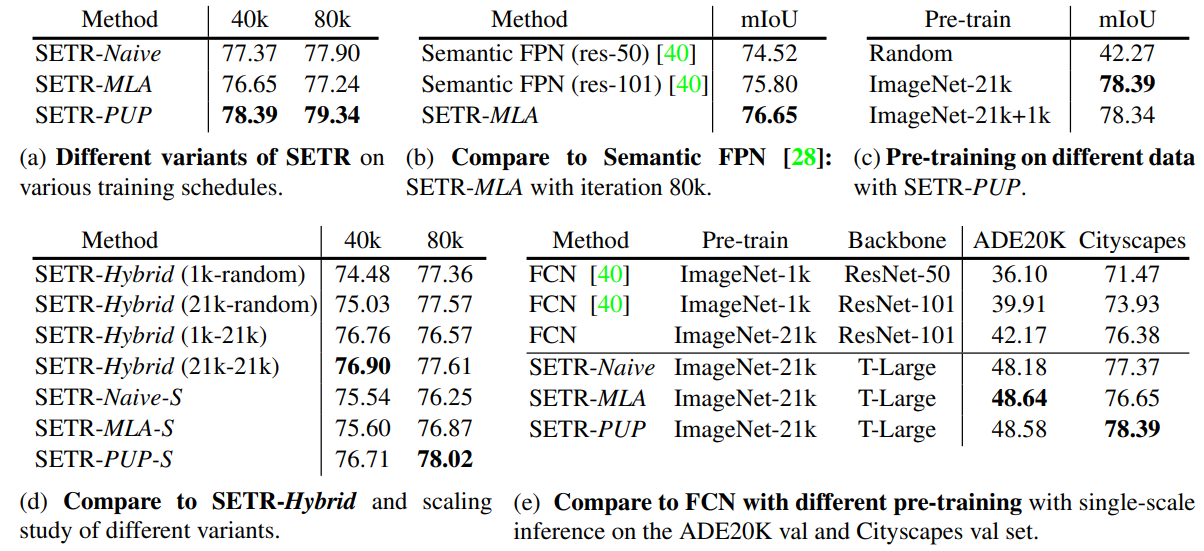 Method 40k 80k
SETR-Naive 77.37 77.90
SETR-MLA 76.65 77.24
SETR-PUP 78.39 79.34
(a) Different variants of SETR on
various training schedules.
Method mIoU
Semantic FPN (res-50) [40] 74.52
Semantic FPN (res-101) [40] 75.80
SETR-MLA 76.65
(b) Compare to Semantic FPN [28]:
SETR-MLA with iteration 80k.
Pre-train mIoU
Random 42.27
ImageNet-21k 78.39
ImageNet-21k+1k 78.34
(c) Pre-training on different data
with SETR-PUP.
Method 40k 80k
SETR-Hybrid (1k-random) 74.48 77.36
SETR-Hybrid (21k-random) 75.03 77.57
SETR-Hybrid (1k-21k) 76.76 76.57
SETR-Hybrid (21k-21k) 76.90 77.61
SETR-Naive-S 75.54 76.25
SETR-MLA-S 75.60 76.87
SETR-PUP-S 76.71 78.02
(d) Compare to SETR-Hybrid and scaling
study of different variants.
Method Pre-train Backbone ADE20K Cityscapes
FCN [40] ImageNet-1k ResNet-50 36.10 71.47
FCN [40] ImageNet-1k ResNet-101 39.91 73.93
FCN ImageNet-21k ResNet-101 42.17 76.38
SETR-Naive ImageNet-21k T-Large 48.18 77.37
SETR-MLA ImageNet-21k T-Large 48.64 76.65
SETR-PUP ImageNet-21k T-Large 48.58 78.39
(e) Compare to FCN with different pre-training with single-scale
inference on the ADE20K val and Cityscapes val set.